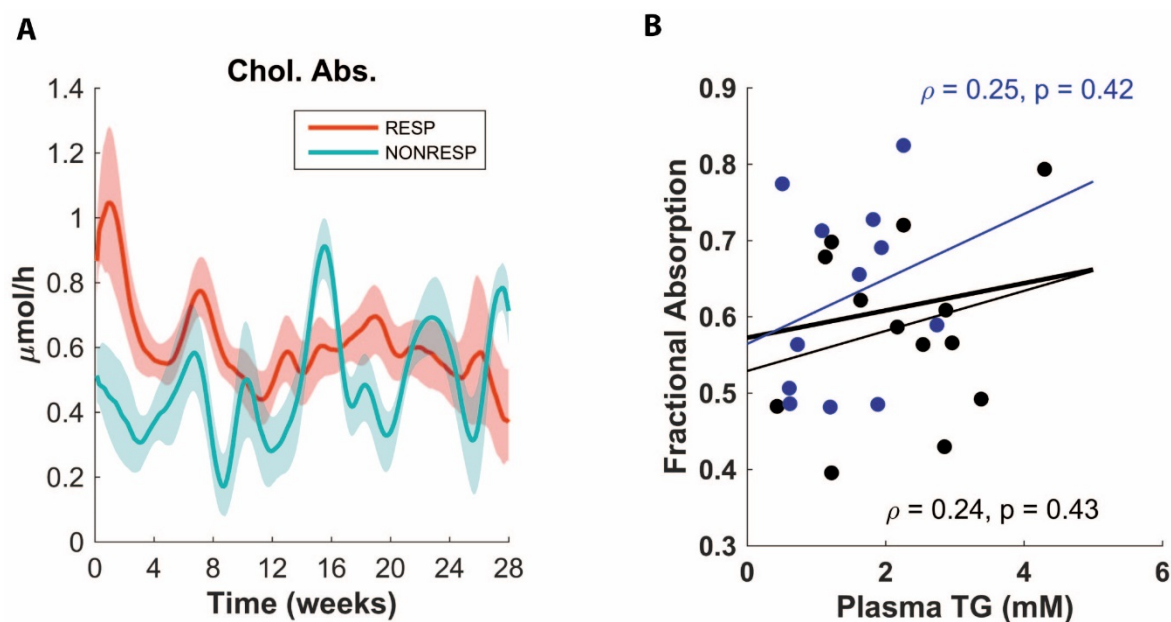 A
Chol. Abs.
1.4
1.2
1
0.8
0.6
0.4
0.2
0
μmol/h
RESP
NONRESP
0 4 8 12 16 20 24 28
Time (weeks)
B
0.9
0.8
0.7
0.6
0.5
0.4
0.3
Fractional Absorption
ρ = 0.25, p = 0.42
ρ = 0.24, p = 0.43
0 2 4 6
Plasma TG (mM)